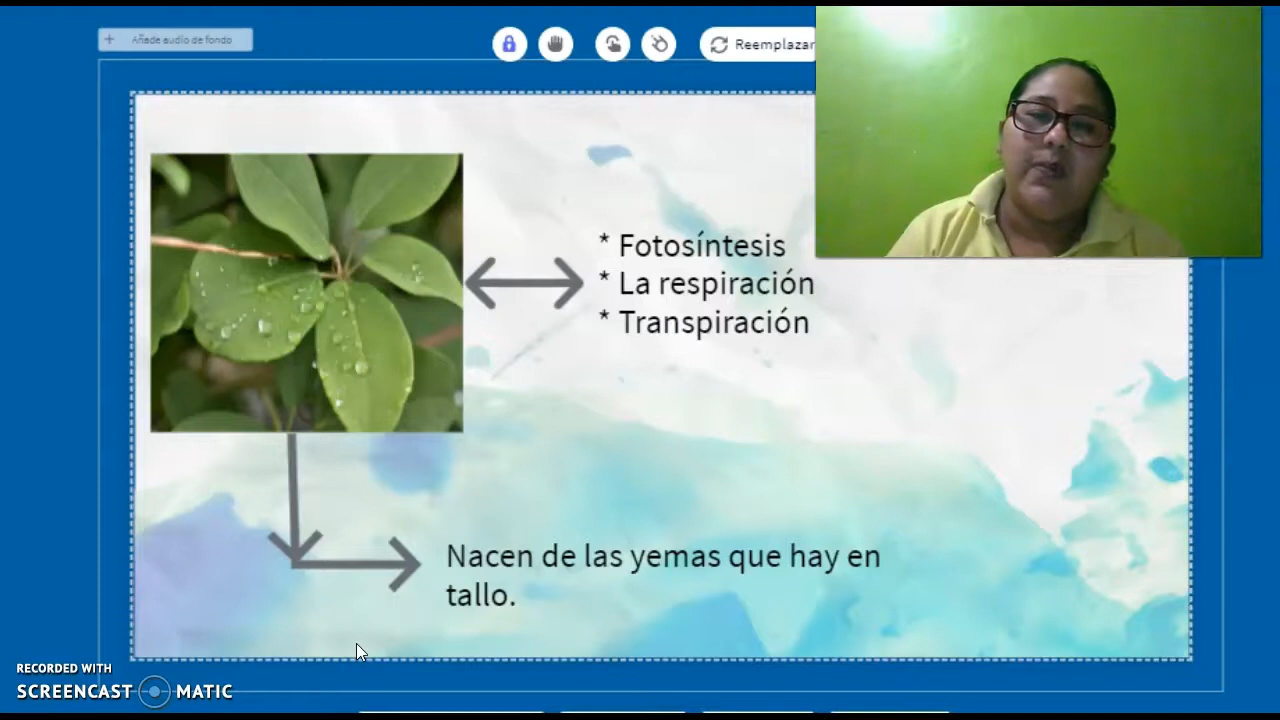 Añade audio de fondo
Reemplazar
* Fotosíntesis
* La respiración
* Transpiración
Nacen de las yemas que hay en
tallo.
RECORDED WITH
SCREENCAST MATIC